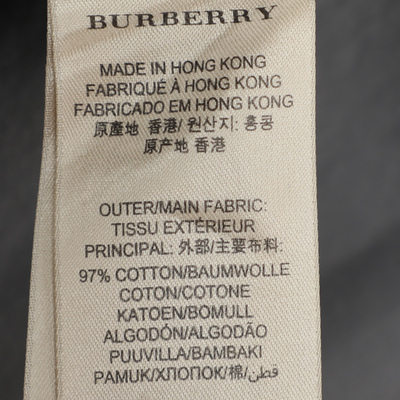 BURBERRY
MADE IN HONG KONG
FABRIQUÉ À HONG KONG
FABRICADO EM HONG KONG
原產地 香港/ 원산지: 홍콩
原产地 香港
OUTER/MAIN FABRIC:
TISSU EXTÉRIEUR
PRINCIPAL: 外部/主要布料:
97% COTTON/BAUMWOLLE
COTON/COTONE
KATOEN/BOMULL
ALGODÓN/ALGODÃO
PUUVILLA/BAMBAKI
PAMUK/ХЛОПОК/棉/قطن